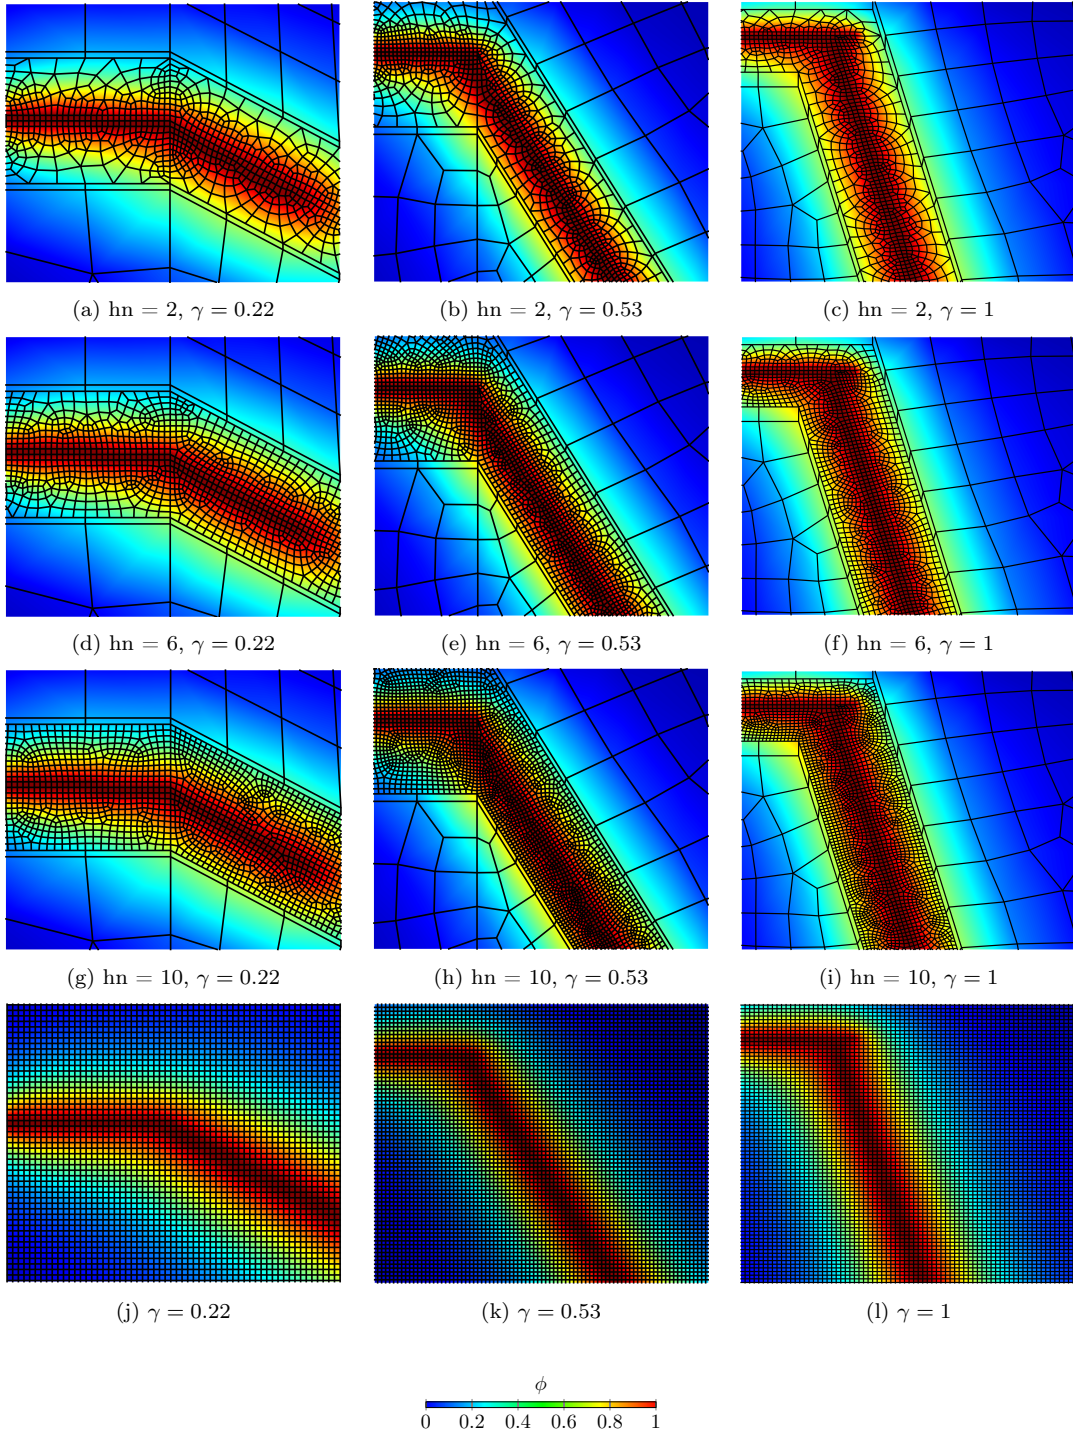 (a) hn = 2, γ = 0.22
(b) hn = 2, γ = 0.53
(c) hn = 2, γ = 1
(d) hn = 6, γ = 0.22
(e) hn = 6, γ = 0.53
(f) hn = 6, γ = 1
(g) hn = 10, γ = 0.22
(h) hn = 10, γ = 0.53
(i) hn = 10, γ = 1
(j) γ = 0.22
(k) γ = 0.53
(l) γ = 1
ϕ
0 0.2 0.4 0.6 0.8 1